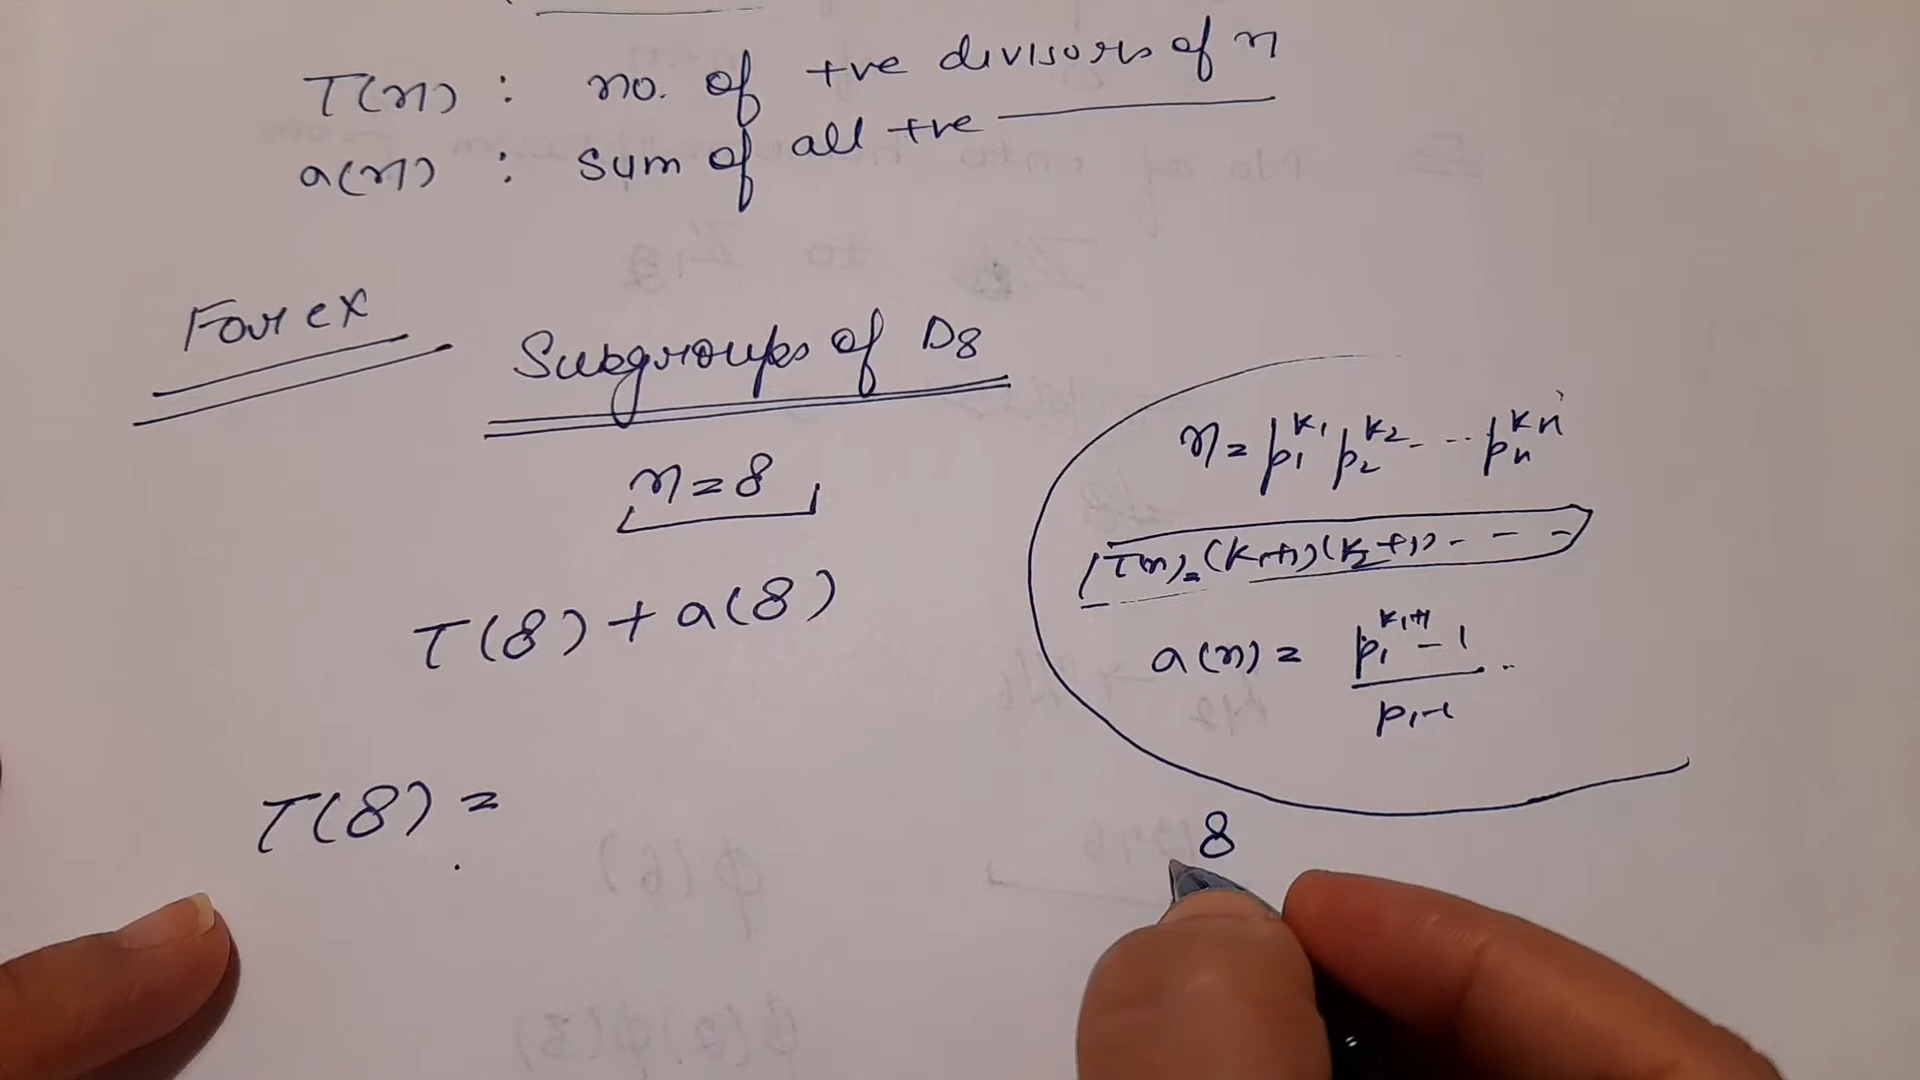 T(n) : no. of +ve divisors of n
a(n) : sum of all +ve ———
For ex
Subgroups of D8
n = 8
T(8) + a(8)
n = p₁^k₁ p₂^k₂ - - - pₙ^kn
T(n) = (k₁+1)(k₂+1) - - -
a(n) = (p₁^(k₁+1) - 1)/(p₁-1) ..
T(8) =
8